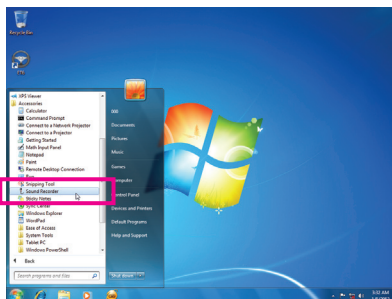 Recycle Bin
XPS Viewer
Accessories
Calculator
Command Prompt
Connect to a Network Projector
Connect to a Projector
Getting Started
Math Input Panel
Notepad
Paint
Remote Desktop Connection
Run
Snipping Tool
Sound Recorder
Sticky Notes
Sync Center
Windows Explorer
WordPad
Ease of Access
System Tools
Tablet PC
Windows PowerShell
Back
Search programs and files
Documents
Pictures
Music
Games
Computer
Control Panel
Devices and Printers
Default Programs
Help and Support
Shut down